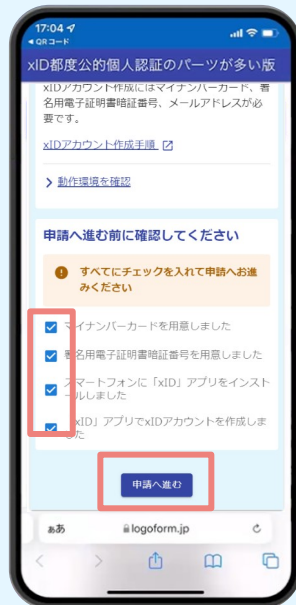 17:04
QRコード
xID都度公的個人認証のパーツが多い版
xIDアカウント作成にはマイナンバーカード、署
名用電子証明書暗証番号、メールアドレスが必
要です。
xIDアカウント作成手順
動作環境を確認
申請へ進む前に確認してください
すべてにチェックを入れて申請へお進
みください
マイナンバーカードを用意しました
署名用電子証明書暗証番号を用意しました
スマートフォンに「xID」アプリをインスト
ールしました
「xID」アプリでxIDアカウントを作成しま
した
申請へ進む
ぁあ
logoform.jp